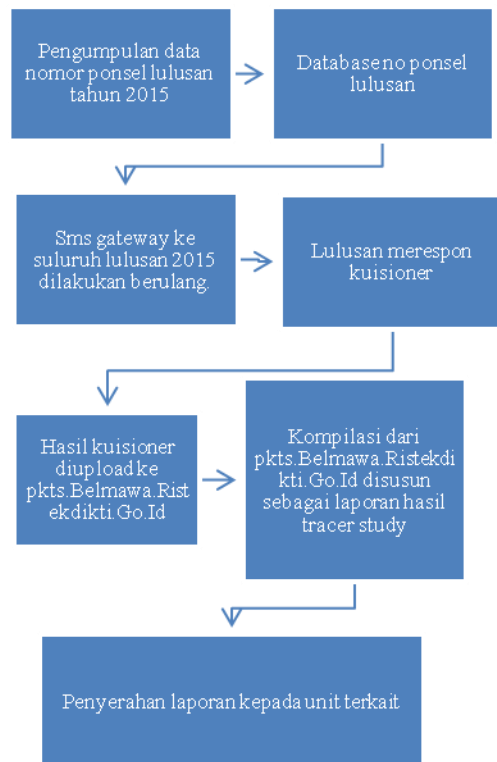 Pengumpulan data
nomor ponsel lulusan
tahun 2015
Database no ponsel
lulusan
Sms gateway ke
suluruh lulusan 2015
dilakukan berulang.
Lulusan merespon
kuisioner
Hasil kuisioner
diupload ke
pkts.Belmawa.Rist
ekdikti.Go.Id
Kompilasi dari
pkts.Belmawa.Ristekdi
kti.Go.Id disusun
sebagai laporan hasil
tracer study
Penyerahan laporan kepada unit terkait